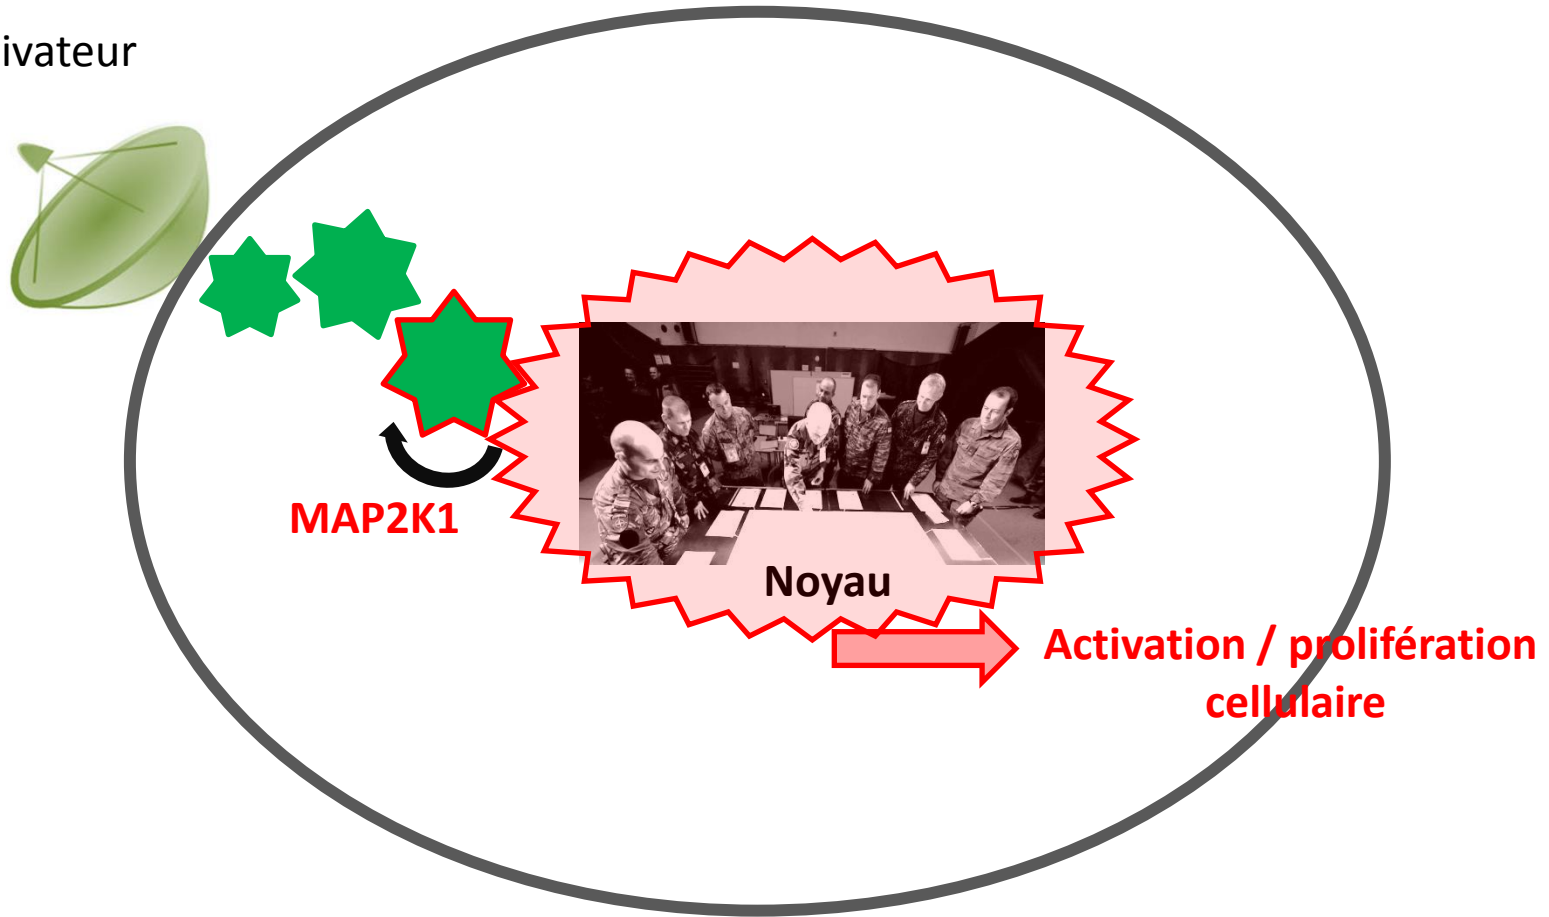 ivateur
MAP2K1
Noyau
Activation / prolifération
cellulaire